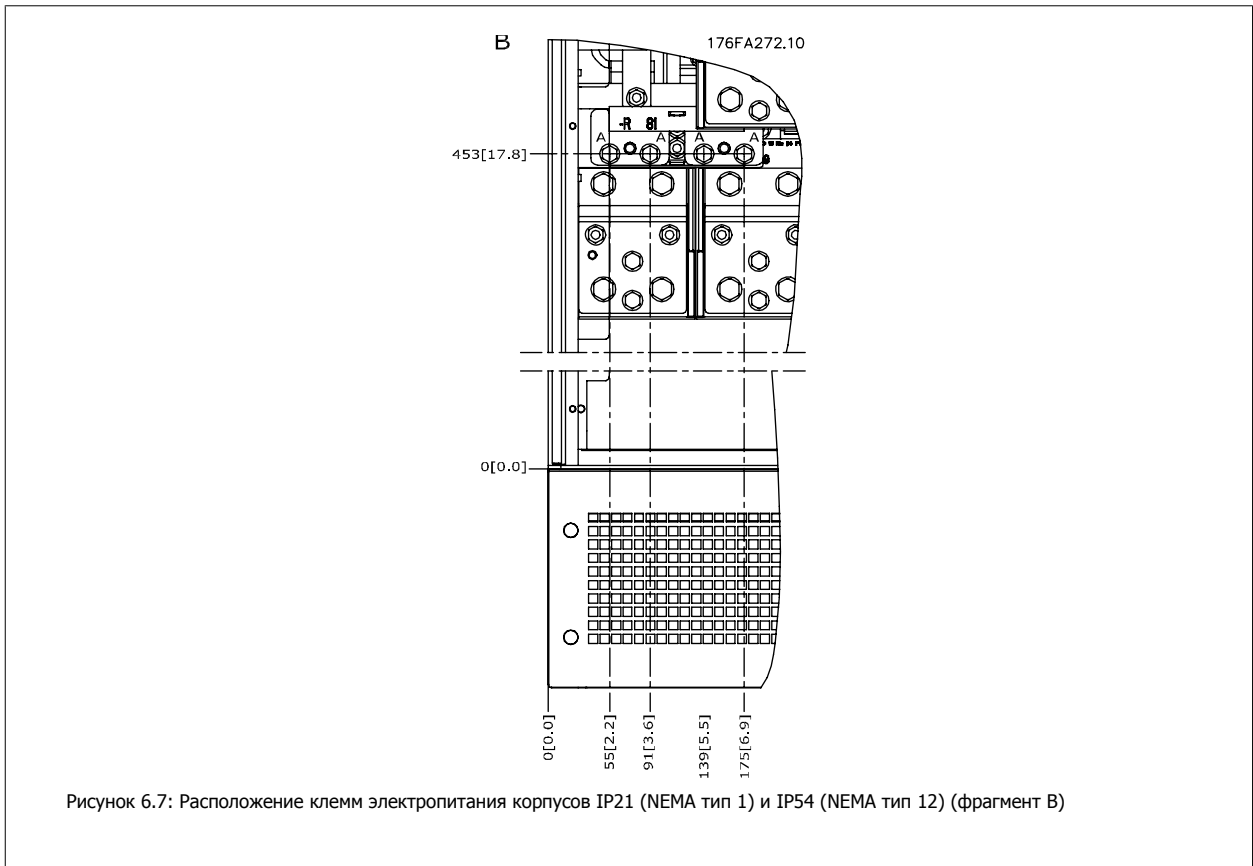 B
176FA272.10
-R 81
A A A A
453[17.8]
0[0.0]
0[0.0]
55[2.2]
91[3.6]
139[5.5]
175[6.9]
Рисунок 6.7: Расположение клемм электропитания корпусов IP21 (NEMA тип 1) и IP54 (NEMA тип 12) (фрагмент B)